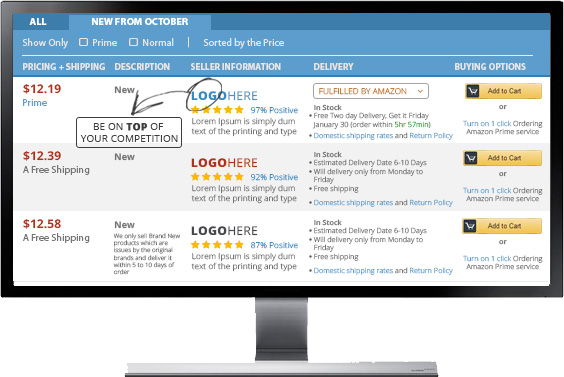 ALL NEW FROM OCTOBER
Show Only Prime Normal | Sorted by the Price
PRICING + SHIPPING DESCRIPTION SELLER INFORMATION DELIVERY BUYING OPTIONS
$12.19
Prime
New
LOGOHERE
97% Positive
Lorem Ipsum is simply dum
text of the printing and type
BE ON TOP OF
YOUR COMPETITION
FULFILLED BY AMAZON
In Stock
• Free Two day Delivery, Get it Friday
January 30 (order within 5hr 57min)
• Domestic shipping rates and Return Policy
Add to Cart
or
Turn on 1 click Ordering
Amazon Prime service
$12.39
A Free Shipping
New
LOGOHERE
92% Positive
Lorem Ipsum is simply dum
text of the printing and type
In Stock
• Estimated Delivery Date 6-10 Days
• Will delivery only from Monday to
Friday
• Free shipping
• Domestic shipping rates and Return Policy
Add to Cart
or
Turn on 1 click Ordering
Amazon Prime service
$12.58
A Free Shipping
New
We only sell Brand New
products which are
issues by the original
brands and deliver it
within 5 to 10 days of
order
LOGOHERE
87% Positive
Lorem Ipsum is simply dum
text of the printing and type
In Stock
• Estimated Delivery Date 6-10 Days
• Will delivery only from Monday to
Friday
• Free shipping
• Domestic shipping rates and Return Policy
Add to Cart
or
Turn on 1 click Ordering
Amazon Prime service